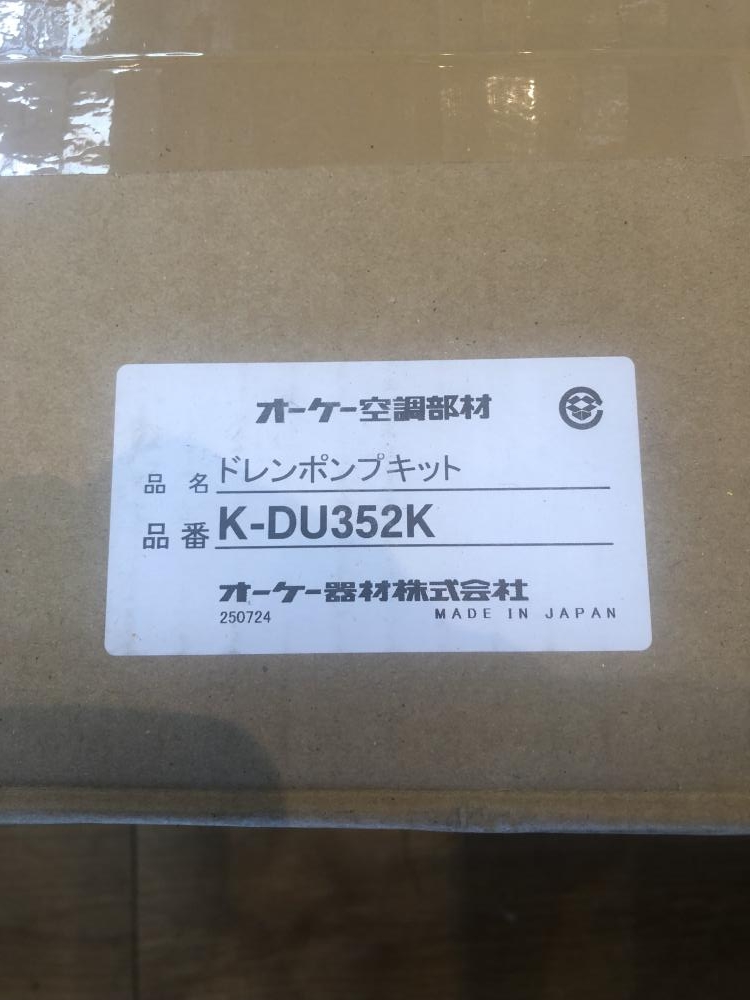 オーケー空調部材
品名 ドレンポンプキット
品番 K-DU352K
オーケー器材株式会社
250724 MADE IN JAPAN